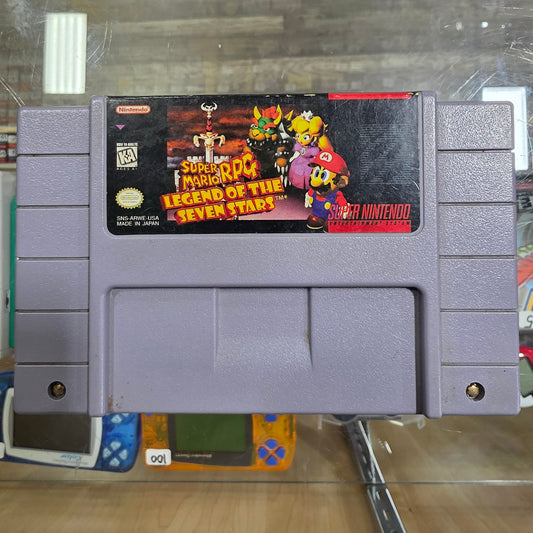 Nintendo
KIDS TO ADULTS
K-A
AGES 6+
SUPER
MARIO RPG
LEGEND OF THE
SEVEN STARS™
SNS-ARWE-USA
MADE IN JAPAN
SUPER NINTENDO
ENTERTAINMENT SYSTEM
100